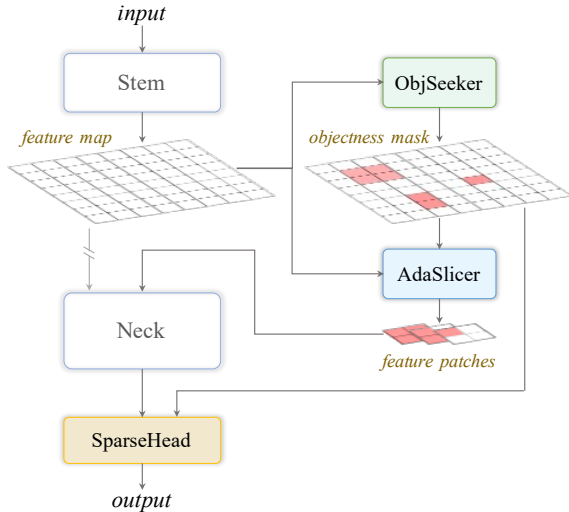 input
Stem
ObjSeeker
feature map
objectness mask
AdaSlicer
Neck
feature patches
SparseHead
output